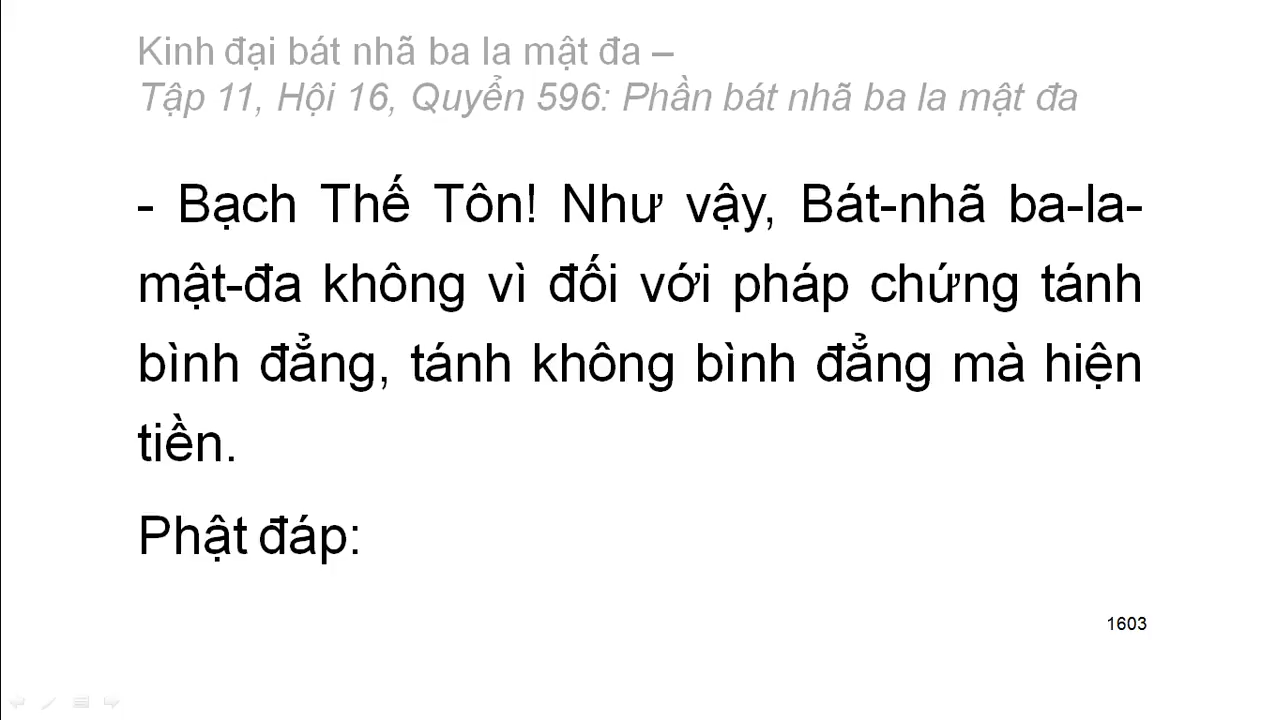 Kinh đại bát nhã ba la mật đa –
Tập 11, Hội 16, Quyển 596: Phần bát nhã ba la mật đa
- Bạch Thế Tôn! Như vậy, Bát-nhã ba-la-
mật-đa không vì đối với pháp chứng tánh
bình đẳng, tánh không bình đẳng mà hiện
tiền.
Phật đáp:
1603